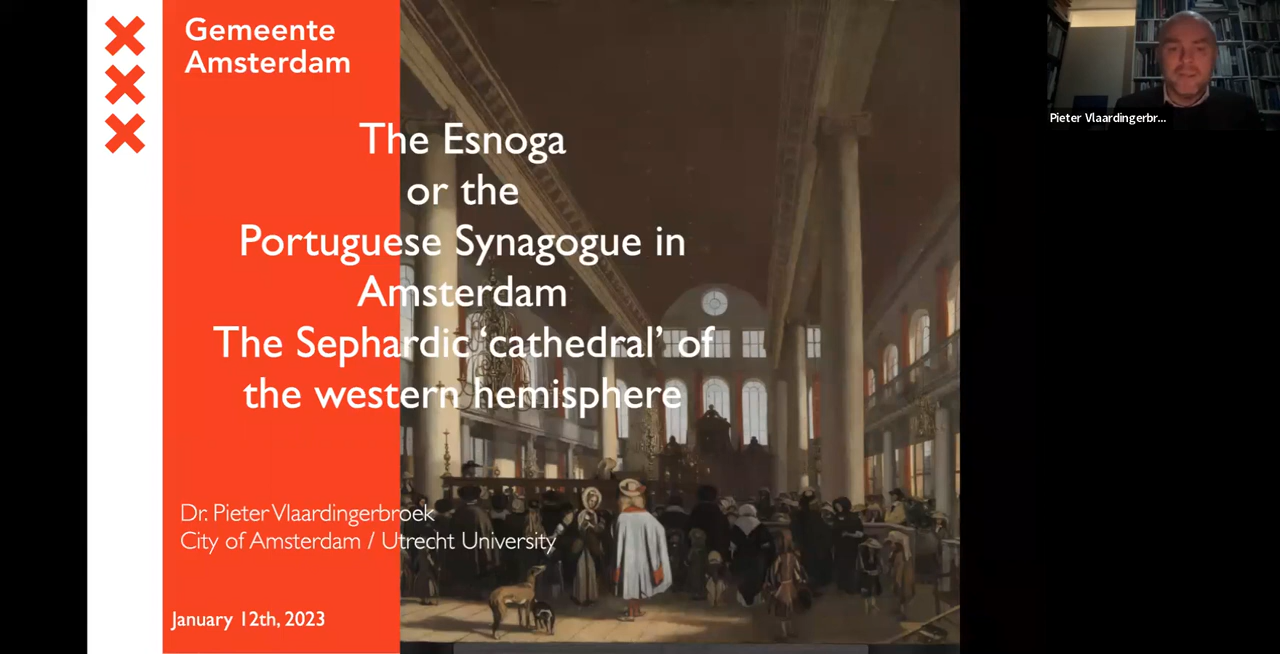 Gemeente
Amsterdam
The Esnoga
or the
Portuguese Synagogue in
Amsterdam
The Sephardic ‘cathedral’ of
the western hemisphere
Dr. Pieter Vlaardingerbroek
City of Amsterdam / Utrecht University
January 12th, 2023
Pieter Vlaardingerbr...